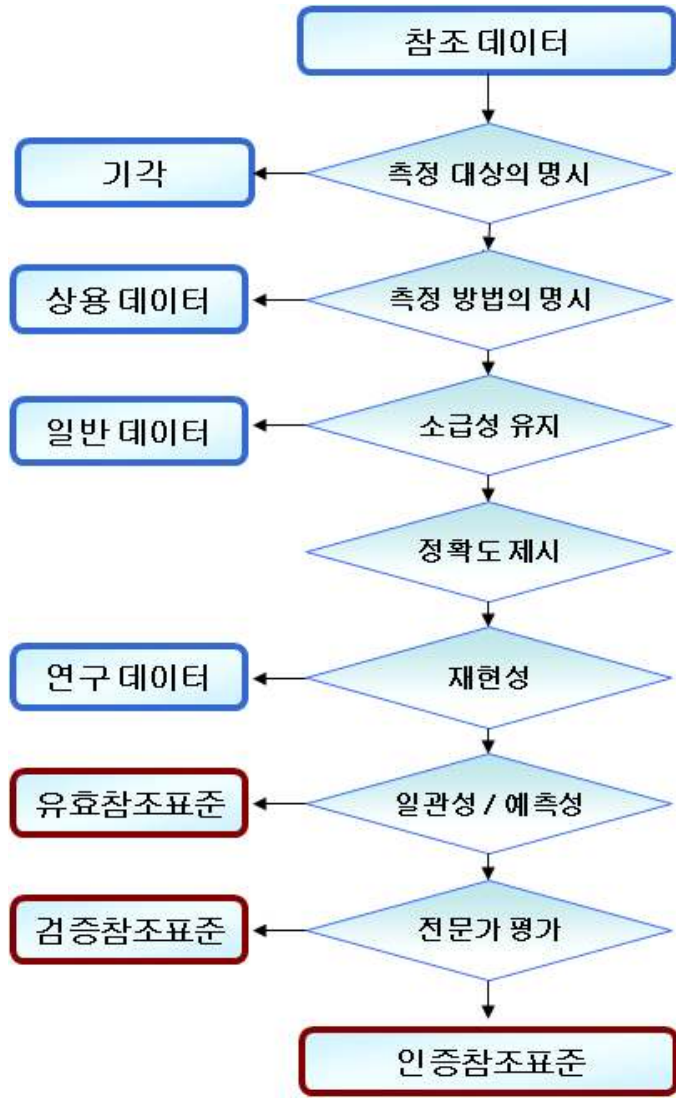 참조 데이터
측정 대상의 명시
기각
측정 방법의 명시
상용 데이터
소급성 유지
일반 데이터
정확도 제시
재현성
연구 데이터
일관성 / 예측성
유효참조표준
전문가 평가
검증참조표준
인증참조표준